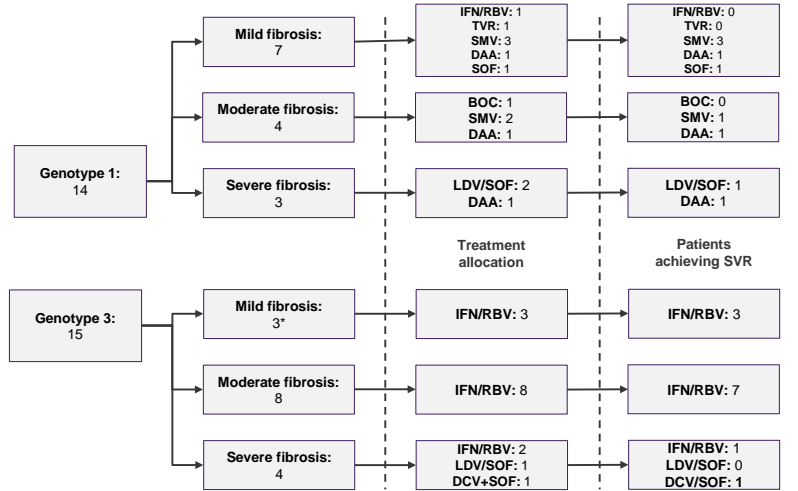 Genotype 1:
14
Mild fibrosis:
7
IFN/RBV: 1
TVR: 1
SMV: 3
DAA: 1
SOF: 1
IFN/RBV: 0
TVR: 0
SMV: 3
DAA: 1
SOF: 1
Moderate fibrosis:
4
BOC: 1
SMV: 2
DAA: 1
BOC: 0
SMV: 1
DAA: 1
Severe fibrosis:
3
LDV/SOF: 2
DAA: 1
LDV/SOF: 1
DAA: 1
Treatment
allocation
Patients
achieving SVR
Genotype 3:
15
Mild fibrosis:
3*
IFN/RBV: 3
IFN/RBV: 3
Moderate fibrosis:
8
IFN/RBV: 8
IFN/RBV: 7
Severe fibrosis:
4
IFN/RBV: 2
LDV/SOF: 1
DCV+SOF: 1
IFN/RBV: 1
LDV/SOF: 0
DCV/SOF: 1